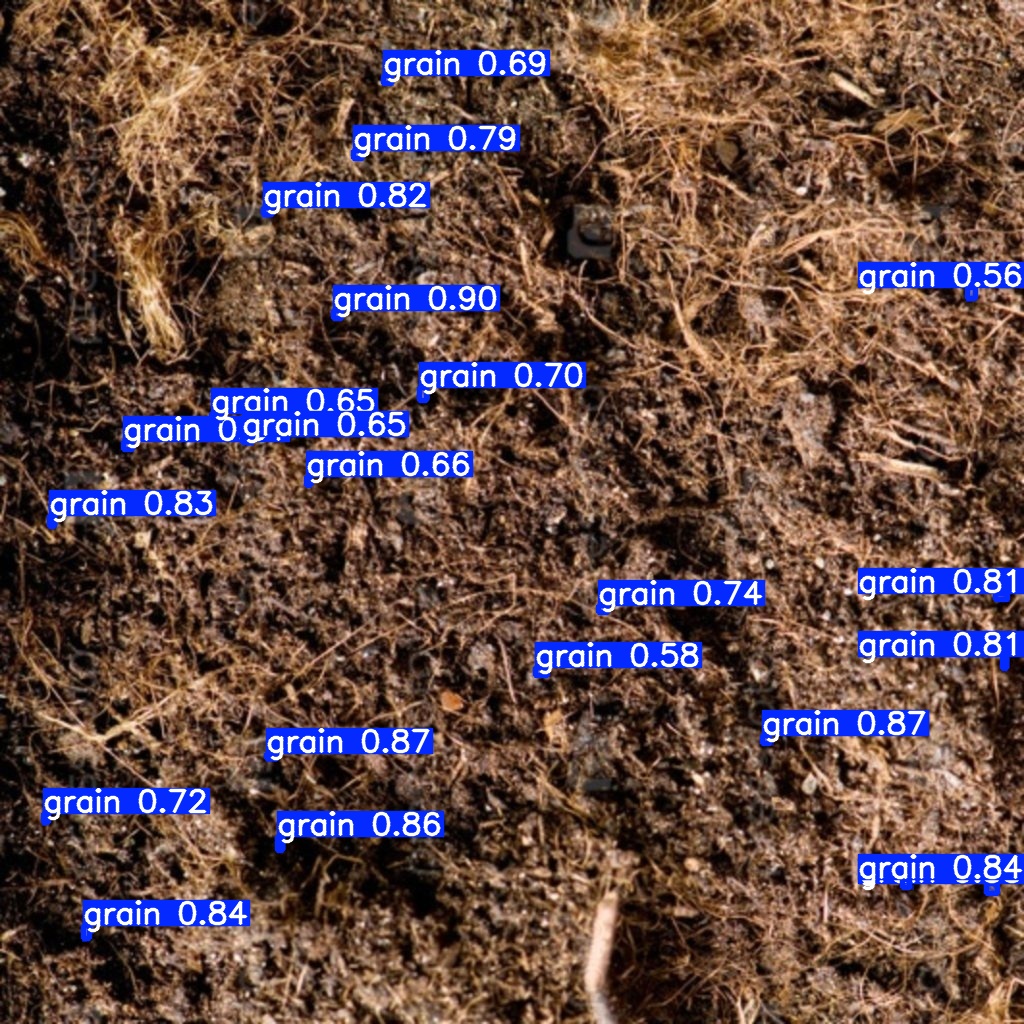 grain 0.69
grain 0.79
grain 0.82
grain 0.56
grain 0.90
grain 0.70
grain 0.65
grain 0.65
grain
grain 0.66
grain 0.83
grain 0.81
grain 0.74
grain 0.81
grain 0.58
grain 0.87
grain 0.87
grain 0.72
grain 0.86
grain 0.84
grain 0.84